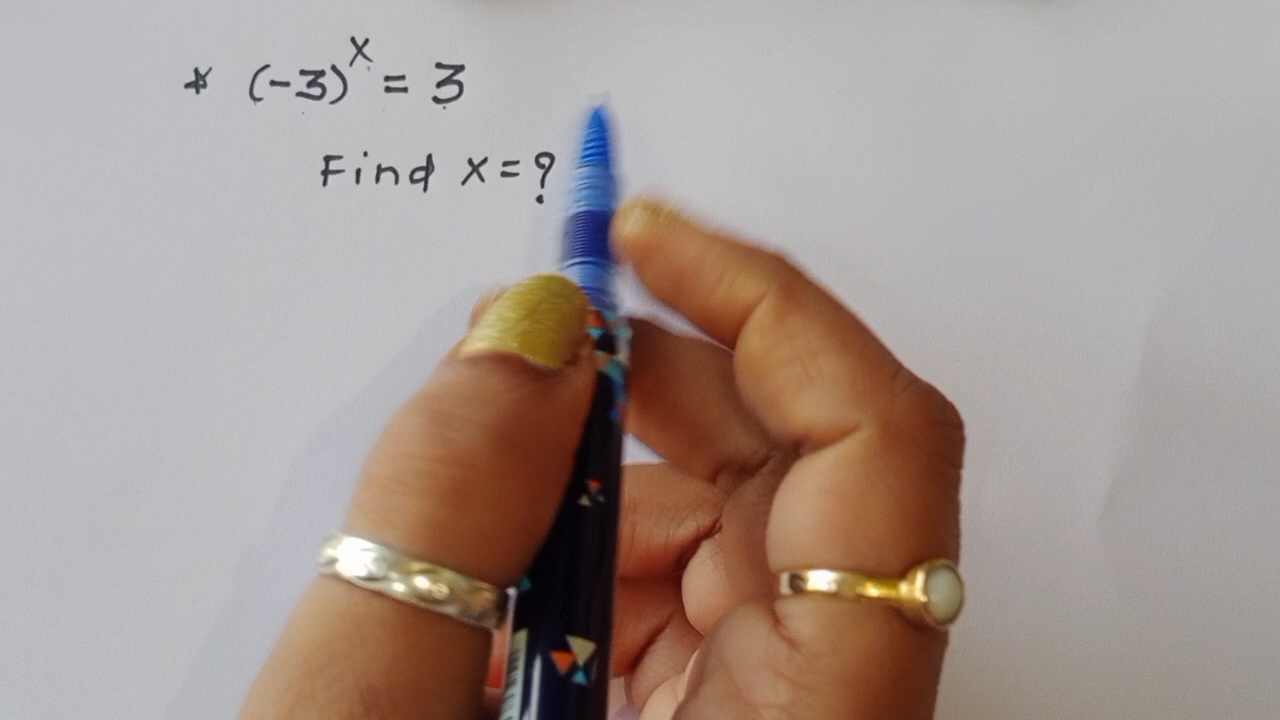 * (-3)^x = 3
Find x = ?